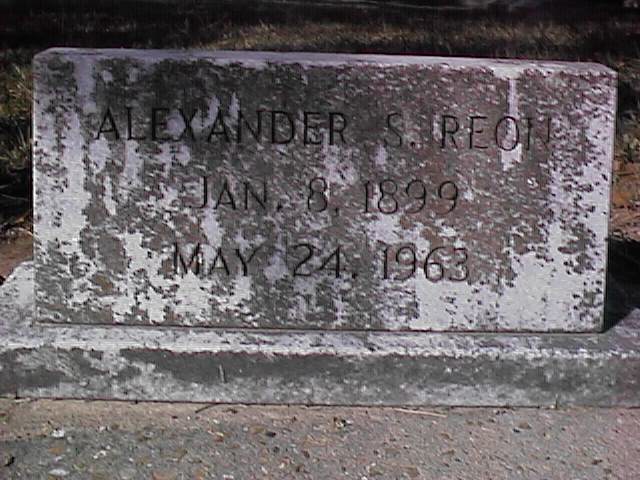 ALEXANDER S. REON
JAN. 8, 1899
MAY 24, 1963